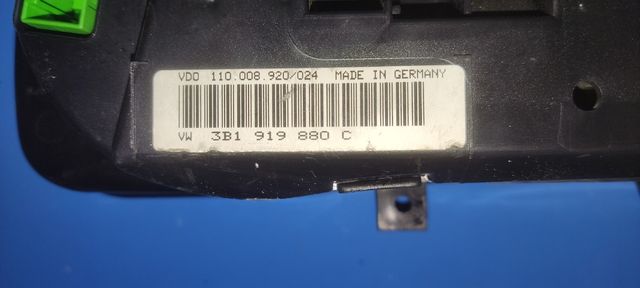 VDO 110.008.920/024 MADE IN GERMANY
VW 3B1 919 880 C